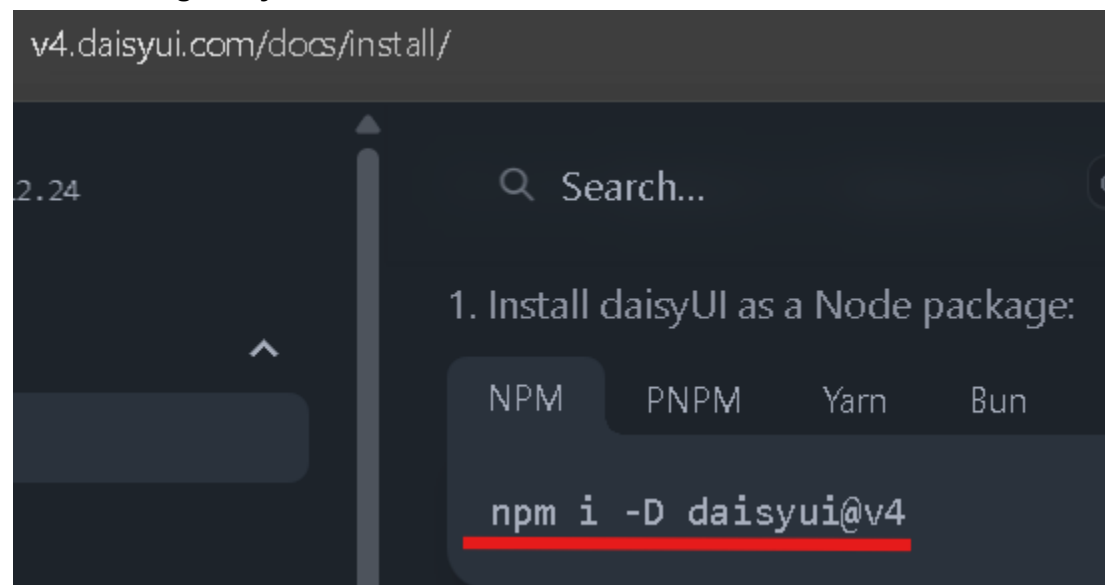 v4.daisyui.com/docs/install/
2.24
Search...
1. Install daisyUI as a Node package:
NPM PNPM Yarn Bun
npm i -D daisyui@v4